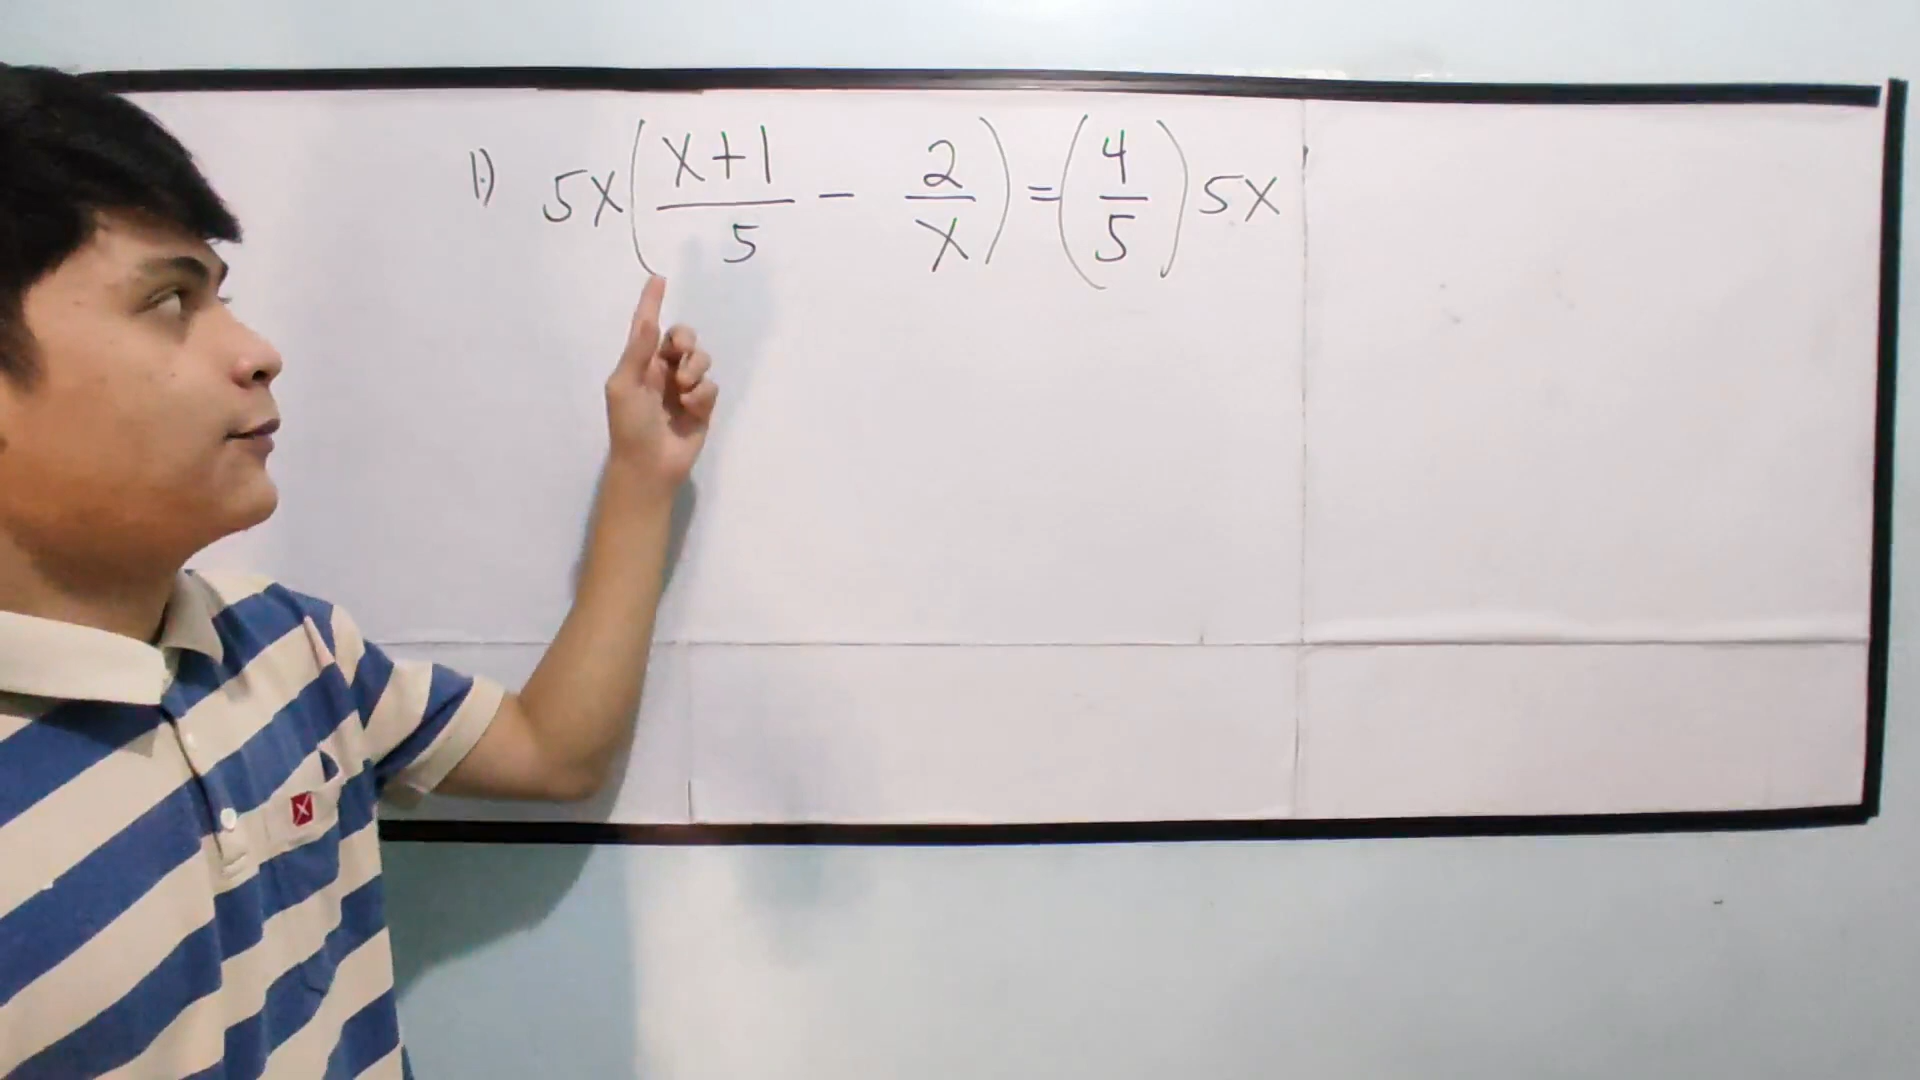 1.) 5x(x+1/5 - 2/x) = (4/5) 5x